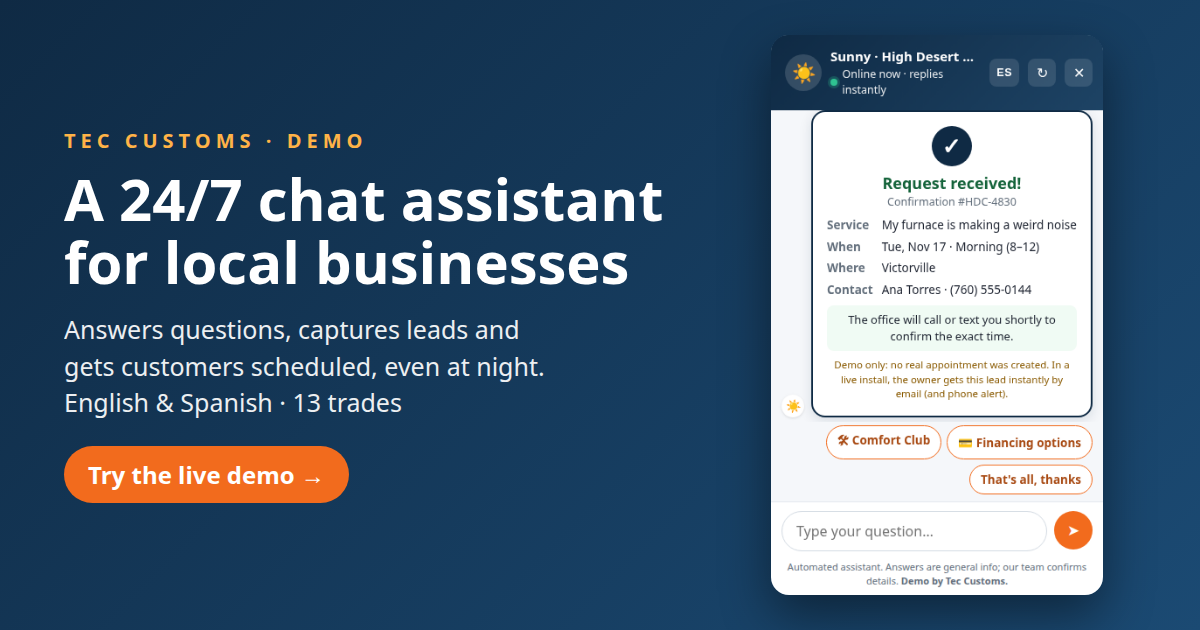 TEC CUSTOMS · DEMO
A 24/7 chat assistant
for local businesses
Answers questions, captures leads and
gets customers scheduled, even at night.
English & Spanish · 13 trades
Try the live demo →
Sunny · High Desert ...
Online now · replies
instantly
ES ↻ ✕
✓
Request received!
Confirmation #HDC-4830
Service My furnace is making a weird noise
When Tue, Nov 17 · Morning (8–12)
Where Victorville
Contact Ana Torres · (760) 555-0144
The office will call or text you shortly to
confirm the exact time.
Demo only: no real appointment was created. In a
live install, the owner gets this lead instantly by
email (and phone alert).
🛠 Comfort Club 💳 Financing options
That's all, thanks
Type your question... ➤
Automated assistant. Answers are general info; our team confirms
details. Demo by Tec Customs.